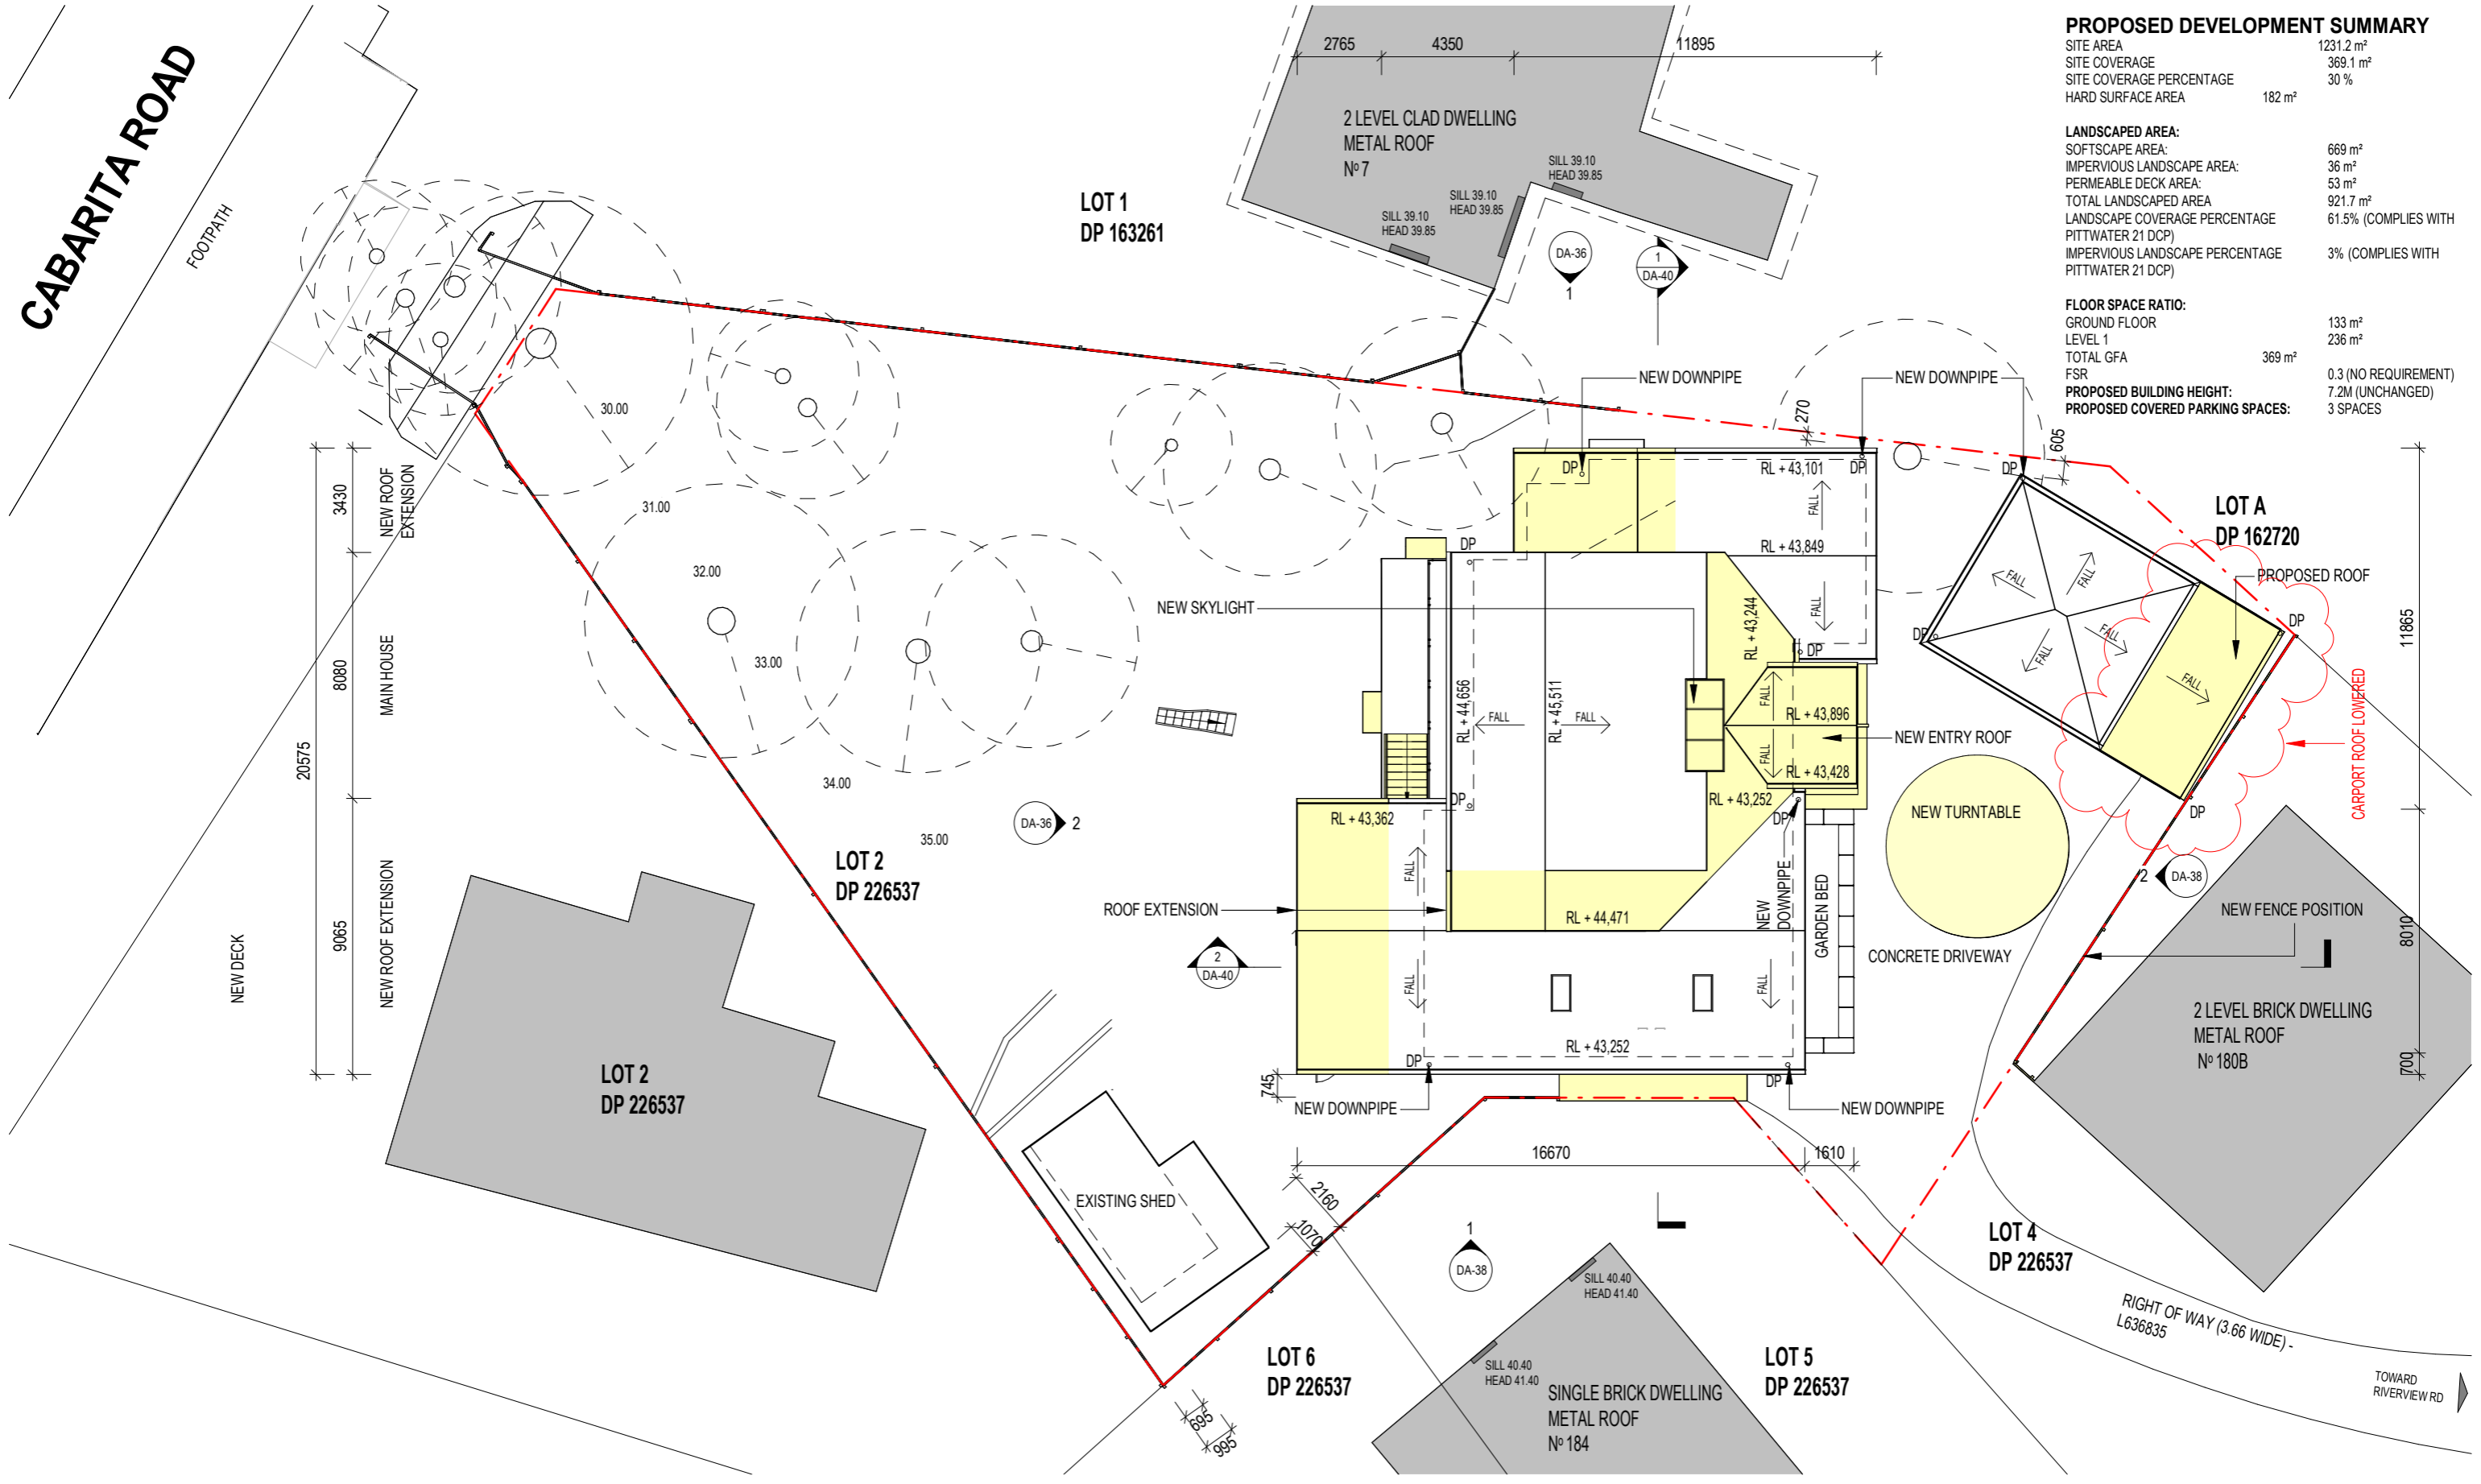 PROPOSED DEVELOPMENT SUMMARY
SITE AREA 1231.2 m²
SITE COVERAGE 369.1 m²
SITE COVERAGE PERCENTAGE 30 %
HARD SURFACE AREA 182 m²
LANDSCAPED AREA:
SOFTSCAPE AREA: 669 m²
IMPERVIOUS LANDSCAPE AREA: 36 m²
PERMEABLE DECK AREA: 53 m²
TOTAL LANDSCAPED AREA 921.7 m²
LANDSCAPE COVERAGE PERCENTAGE 61.5% (COMPLIES WITH
PITTWATER 21 DCP)
IMPERVIOUS LANDSCAPE PERCENTAGE 3% (COMPLIES WITH
PITTWATER 21 DCP)
FLOOR SPACE RATIO:
GROUND FLOOR 133 m²
LEVEL 1 236 m²
TOTAL GFA 369 m²
FSR 0.3 (NO REQUIREMENT)
PROPOSED BUILDING HEIGHT: 7.2M (UNCHANGED)
PROPOSED COVERED PARKING SPACES: 3 SPACES
CABARITA ROAD
FOOTPATH
2765
4350
11895
2 LEVEL CLAD DWELLING
METAL ROOF
Nº 7
SILL 39.10
HEAD 39.85
SILL 39.10
HEAD 39.85
SILL 39.10
HEAD 39.85
LOT 1
DP 163261
DA-36
1
1
DA-40
NEW DOWNPIPE
NEW DOWNPIPE
270
605
30.00
31.00
32.00
33.00
34.00
35.00
3430
NEW ROOF
EXTENSION
8080
MAIN HOUSE
20575
9065
NEW ROOF EXTENSION
NEW DECK
DP
RL + 43,101
DP
DP
FALL
RL + 43,849
FALL
DP
DP
RL + 43,244
NEW SKYLIGHT
RL + 44,656
FALL
RL + 45,511
FALL
FALL
RL + 43,896
FALL
RL + 43,428
NEW ENTRY ROOF
RL + 43,252
DP
DP
RL + 43,362
FALL
ROOF EXTENSION
RL + 44,471
NEW
DOWNPIPE
GARDEN BED
FALL
FALL
RL + 43,252
DP
DP
745
NEW DOWNPIPE
NEW DOWNPIPE
16670
1610
2160
1070
695
995
DA-36
2
2
DA-40
LOT A
DP 162720
PROPOSED ROOF
FALL
FALL
FALL
FALL
FALL
DP
DP
DP
CARPORT ROOF LOWERED
11865
8010
700
NEW TURNTABLE
CONCRETE DRIVEWAY
2
DA-38
NEW FENCE POSITION
2 LEVEL BRICK DWELLING
METAL ROOF
Nº 180B
LOT 2
DP 226537
LOT 2
DP 226537
EXISTING SHED
1
DA-38
LOT 6
DP 226537
SILL 40.40
HEAD 41.40
SILL 40.40
HEAD 41.40
SINGLE BRICK DWELLING
METAL ROOF
Nº 184
LOT 5
DP 226537
LOT 4
DP 226537
RIGHT OF WAY (3.66 WIDE) -
L636835
TOWARD
RIVERVIEW RD